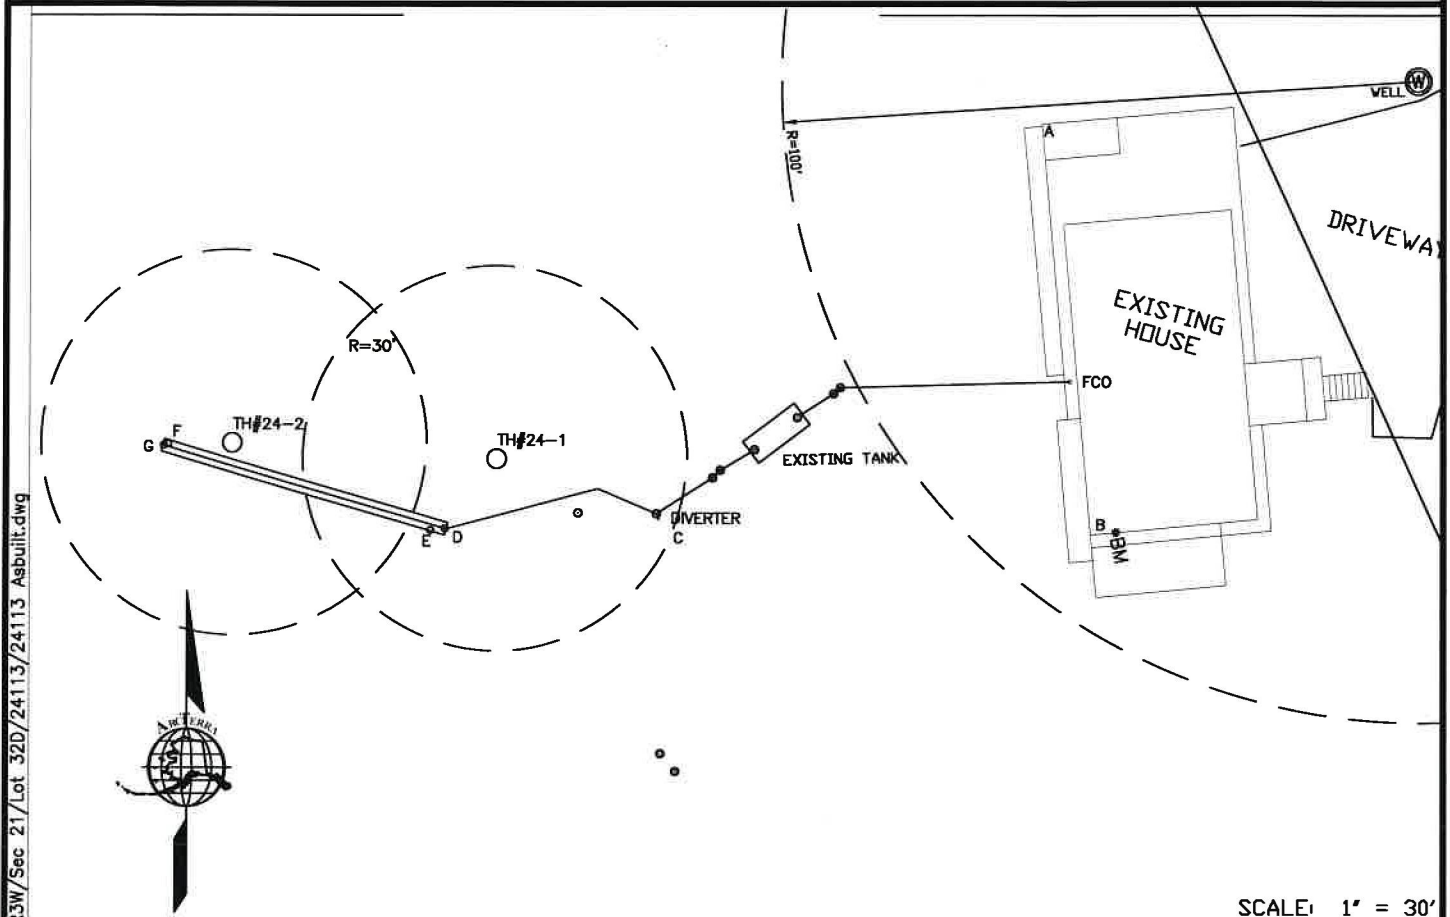 W
WELL
A
R=100'
DRIVEWAY
EXISTING
HOUSE
R=30'
FCO
TH#24-2
F
G
TH#24-1
EXISTING TANK
DIVERTER
C
E
D
B
BM
3W/Sec 21/Lot 32D/24113/24113 Asbuilt.dwg
ARCTERRA
SCALE: 1" = 30'